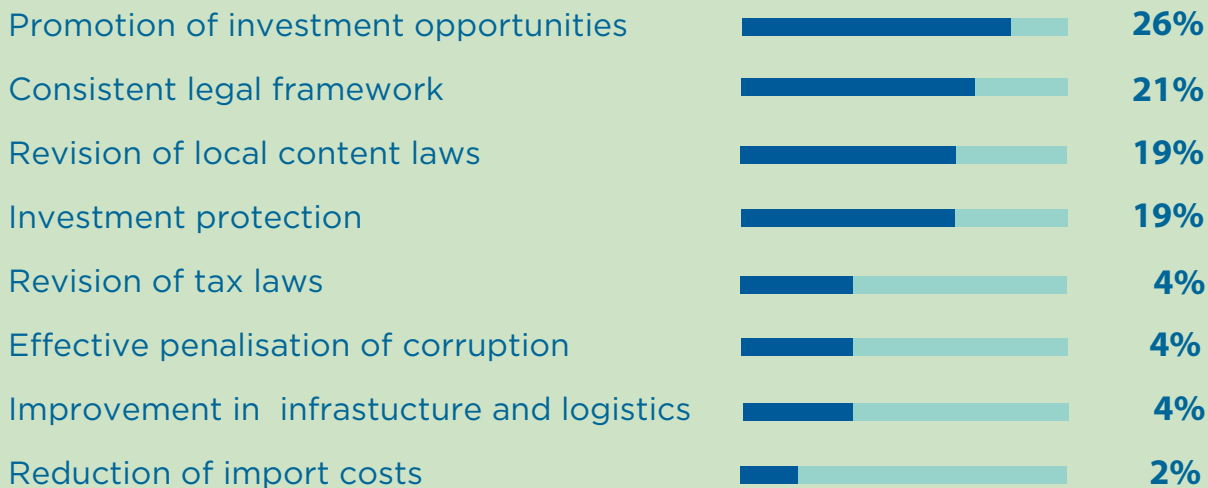 Promotion of investment opportunities 26%
Consistent legal framework 21%
Revision of local content laws 19%
Investment protection 19%
Revision of tax laws 4%
Effective penalisation of corruption 4%
Improvement in infrastucture and logistics 4%
Reduction of import costs 2%